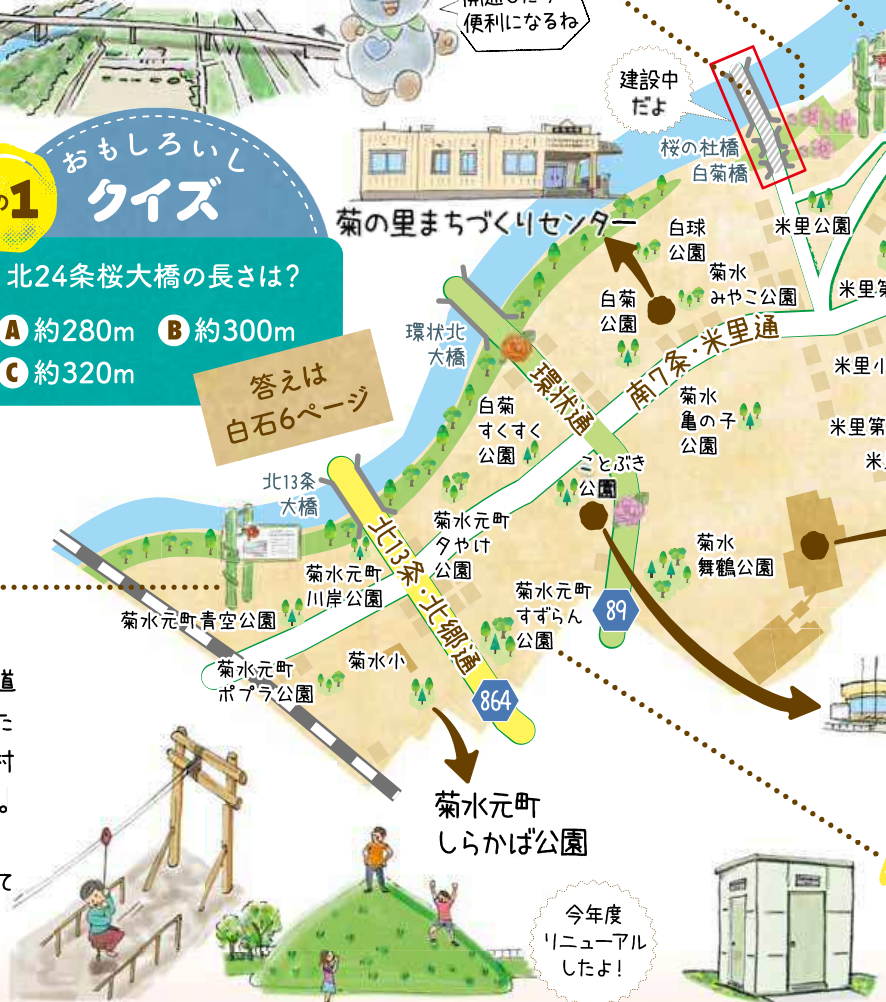 便利になるね
建設中
だよ
桜の杜橋
白菊橋
おもしろいし
クイズ
の1
北24条桜大橋の長さは?
A 約280m B 約300m
C 約320m
答えは
白石6ページ
菊の里まちづくりセンター
白球
公園
米里公園
菊水
みやこ公園
白菊
公園
米里第
環状北
大橋
環状通
南7条・米里通
米里小
白菊
すくすく
公園
菊水
亀の子
公園
米里第
米
ことぶき
公園
北13条
大橋
北13条・北郷通
菊水元町
夕やけ
公園
菊水
舞鶴公園
菊水元町
川岸公園
菊水元町
すずらん
公園
89
菊水元町青空公園
菊水元町
ポプラ公園
菊水小
864
道
た
村
。
て
菊水元町
しらかば公園
今年度
リニューアル
したよ!